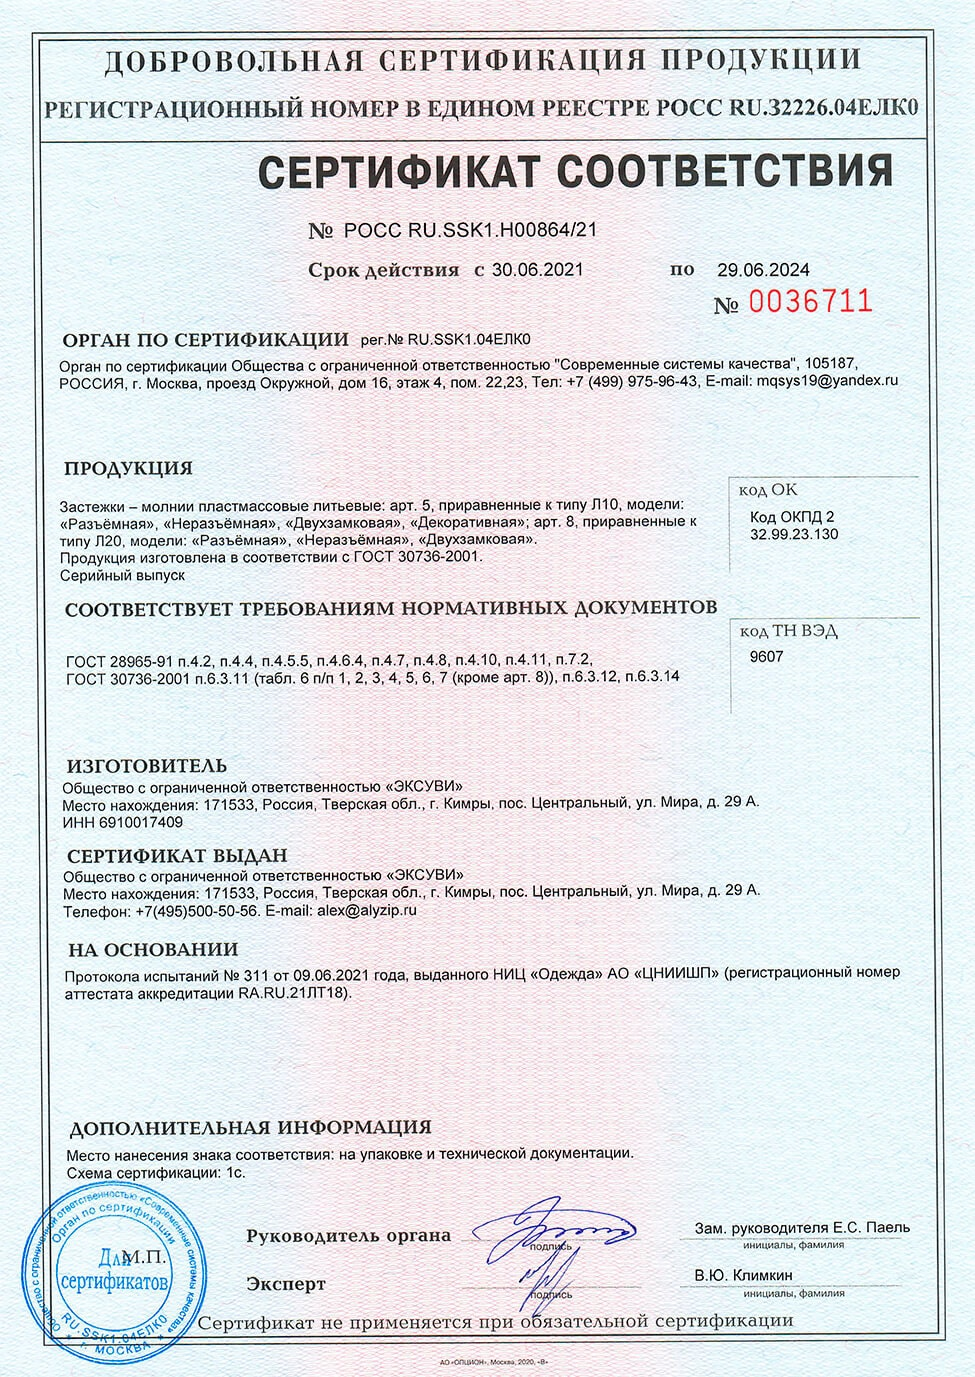 ДОБРОВОЛЬНАЯ СЕРТИФИКАЦИЯ ПРОДУКЦИИ
РЕГИСТРАЦИОННЫЙ НОМЕР В ЕДИНОМ РЕЕСТРЕ РОСС RU.32226.04ЕЛК0
СЕРТИФИКАТ СООТВЕТСТВИЯ
№ РОСС RU.SSK1.H00864/21
Срок действия с 30.06.2021 по 29.06.2024
№ 0036711
ОРГАН ПО СЕРТИФИКАЦИИ рег.№ RU.SSK1.04ЕЛК0
Орган по сертификации Общества с ограниченной ответственностью "Современные системы качества", 105187,
РОССИЯ, г. Москва, проезд Окружной, дом 16, этаж 4, пом. 22,23, Тел: +7 (499) 975-96-43, E-mail: mqsys19@yandex.ru
ПРОДУКЦИЯ
Застежки – молнии пластмассовые литьевые: арт. 5, приравненные к типу Л10, модели:
«Разъёмная», «Неразъёмная», «Двухзамковая», «Декоративная»; арт. 8, приравненные к
типу Л20, модели: «Разъёмная», «Неразъёмная», «Двухзамковая».
Продукция изготовлена в соответствии с ГОСТ 30736-2001.
Серийный выпуск
код ОК
Код ОКПД 2
32.99.23.130
СООТВЕТСТВУЕТ ТРЕБОВАНИЯМ НОРМАТИВНЫХ ДОКУМЕНТОВ
код ТН ВЭД
9607
ГОСТ 28965-91 п.4.2, п.4.4, п.4.5.5, п.4.6.4, п.4.7, п.4.8, п.4.10, п.4.11, п.7.2,
ГОСТ 30736-2001 п.6.3.11 (табл. 6 п/п 1, 2, 3, 4, 5, 6, 7 (кроме арт. 8)), п.6.3.12, п.6.3.14
ИЗГОТОВИТЕЛЬ
Общество с ограниченной ответственностью «ЭКСУВИ»
Место нахождения: 171533, Россия, Тверская обл., г. Кимры, пос. Центральный, ул. Мира, д. 29 А.
ИНН 6910017409
СЕРТИФИКАТ ВЫДАН
Общество с ограниченной ответственностью «ЭКСУВИ»
Место нахождения: 171533, Россия, Тверская обл., г. Кимры, пос. Центральный, ул. Мира, д. 29 А.
Телефон: +7(495)500-50-56. E-mail: alex@alyzip.ru
НА ОСНОВАНИИ
Протокола испытаний № 311 от 09.06.2021 года, выданного НИЦ «Одежда» АО «ЦНИИШП» (регистрационный номер
аттестата аккредитации RA.RU.21ЛТ18).
ДОПОЛНИТЕЛЬНАЯ ИНФОРМАЦИЯ
Место нанесения знака соответствия: на упаковке и технической документации.
Схема сертификации: 1с.
Общество с ограниченной ответственностью «Современные системы качества»
Орган по сертификации
Для
М.П.
сертификатов
RU.SSK1.04ЕЛК0
г. МОСКВА
Руководитель органа
подпись
Зам. руководителя Е.С. Паель
инициалы, фамилия
Эксперт
подпись
В.Ю. Климкин
инициалы, фамилия
Сертификат не применяется при обязательной сертификации
АО «ОПЦИОН», Москва, 2020, «В»